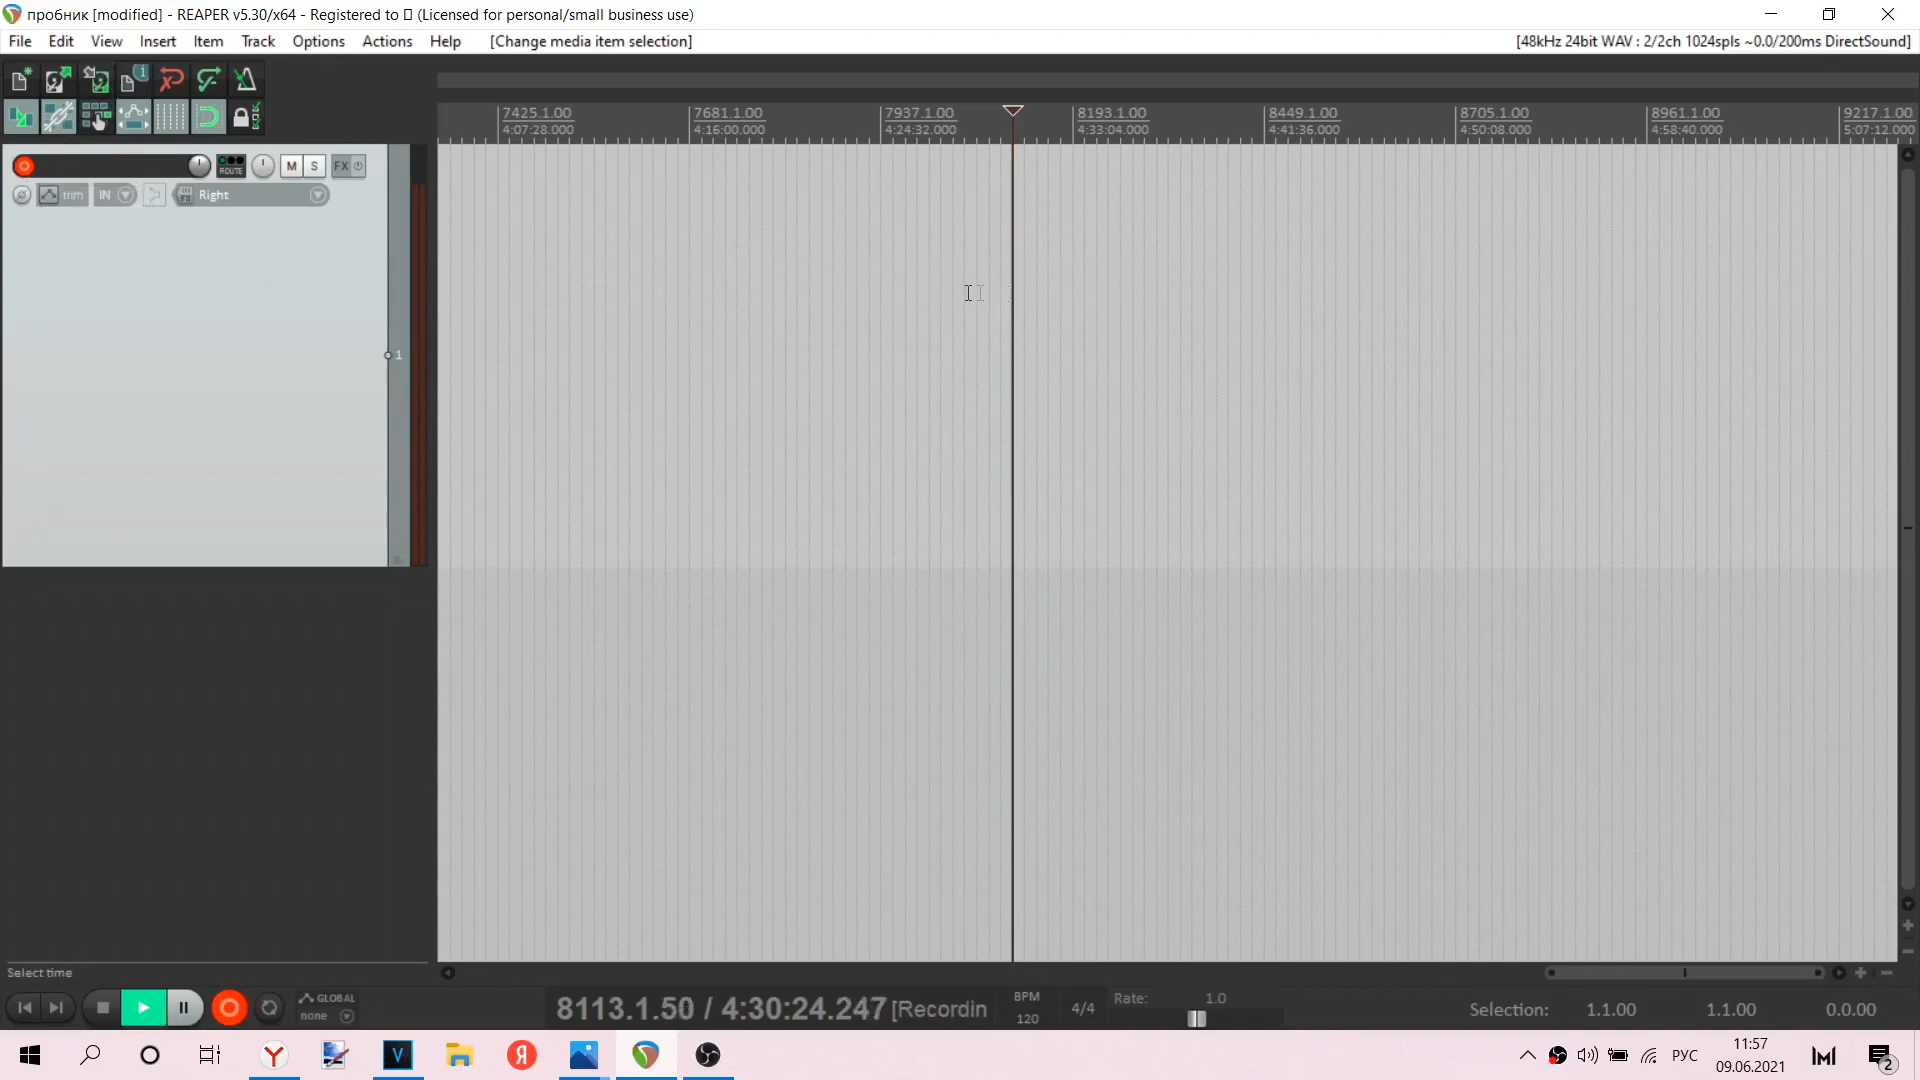 пробник [modified] - REAPER v5.30/x64 - Registered to ▯ (Licensed for personal/small business use)
File Edit View Insert Item Track Options Actions Help [Change media item selection] [48kHz 24bit WAV : 2/2ch 1024spls ~0.0/200ms DirectSound]
7425.1.00 7681.1.00 7937.1.00 8193.1.00 8449.1.00 8705.1.00 8961.1.00 9217.1.00
4:07:28.000 4:16:00.000 4:24:32.000 4:33:04.000 4:41:36.000 4:50:08.000 4:58:40.000 5:07:12.000
ROUTE M S FX
trim IN IN FX Right
1
Select time
GLOBAL
none
8113.1.50 / 4:30:24.247 [Recordin
BPM
120
4/4
Rate: 1.0
Selection: 1.1.00 1.1.00 0.0.00
РУС
11:57
09.06.2021
2